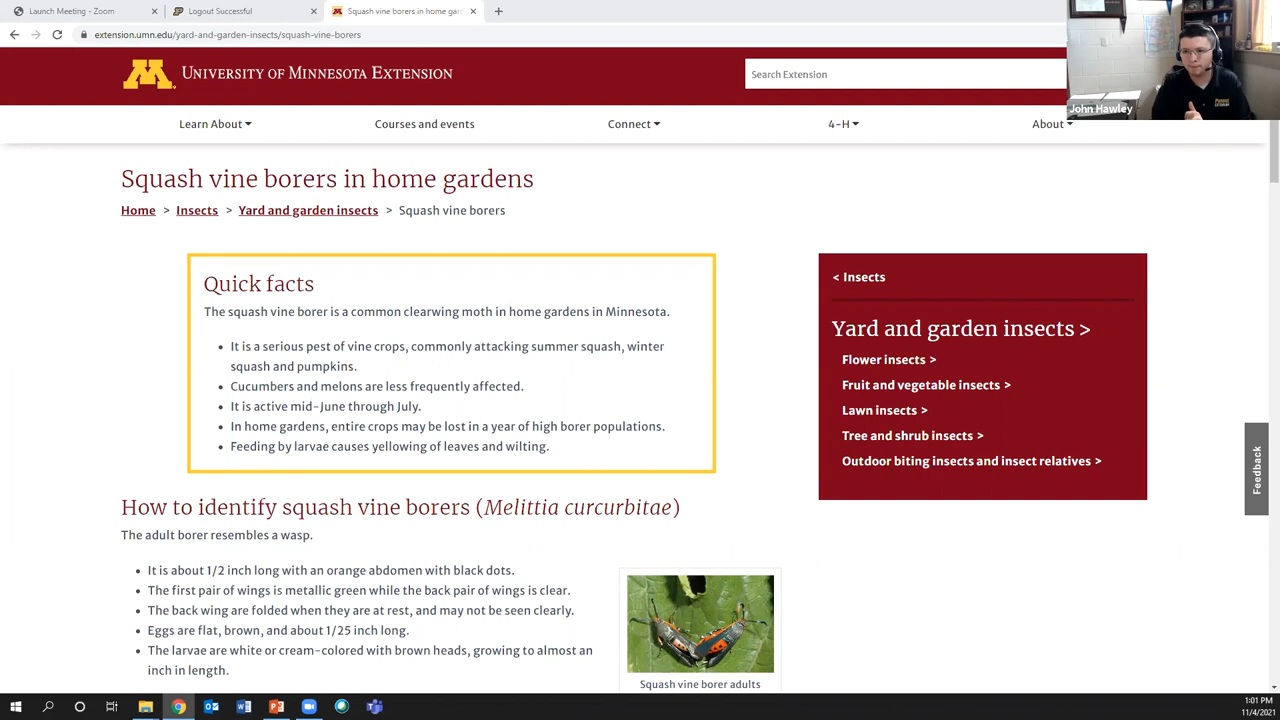 Launch Meeting - Zoom
Logout Successful
Squash vine borers in home gar
extension.umn.edu/yard-and-garden-insects/squash-vine-borers
M
UNIVERSITY OF MINNESOTA EXTENSION
Search Extension
John Hawley
Learn About
Courses and events
Connect
4-H
About
Squash vine borers in home gardens
Home > Insects > Yard and garden insects > Squash vine borers
Quick facts
The squash vine borer is a common clearwing moth in home gardens in Minnesota.
• It is a serious pest of vine crops, commonly attacking summer squash, winter
squash and pumpkins.
• Cucumbers and melons are less frequently affected.
• It is active mid-June through July.
• In home gardens, entire crops may be lost in a year of high borer populations.
• Feeding by larvae causes yellowing of leaves and wilting.
< Insects
Yard and garden insects >
Flower insects >
Fruit and vegetable insects >
Lawn insects >
Tree and shrub insects >
Outdoor biting insects and insect relatives >
Feedback
How to identify squash vine borers (Melittia curcurbitae)
The adult borer resembles a wasp.
• It is about 1/2 inch long with an orange abdomen with black dots.
• The first pair of wings is metallic green while the back pair of wings is clear.
• The back wing are folded when they are at rest, and may not be seen clearly.
• Eggs are flat, brown, and about 1/25 inch long.
• The larvae are white or cream-colored with brown heads, growing to almost an
inch in length.
Squash vine borer adults
1:01 PM
11/4/2021